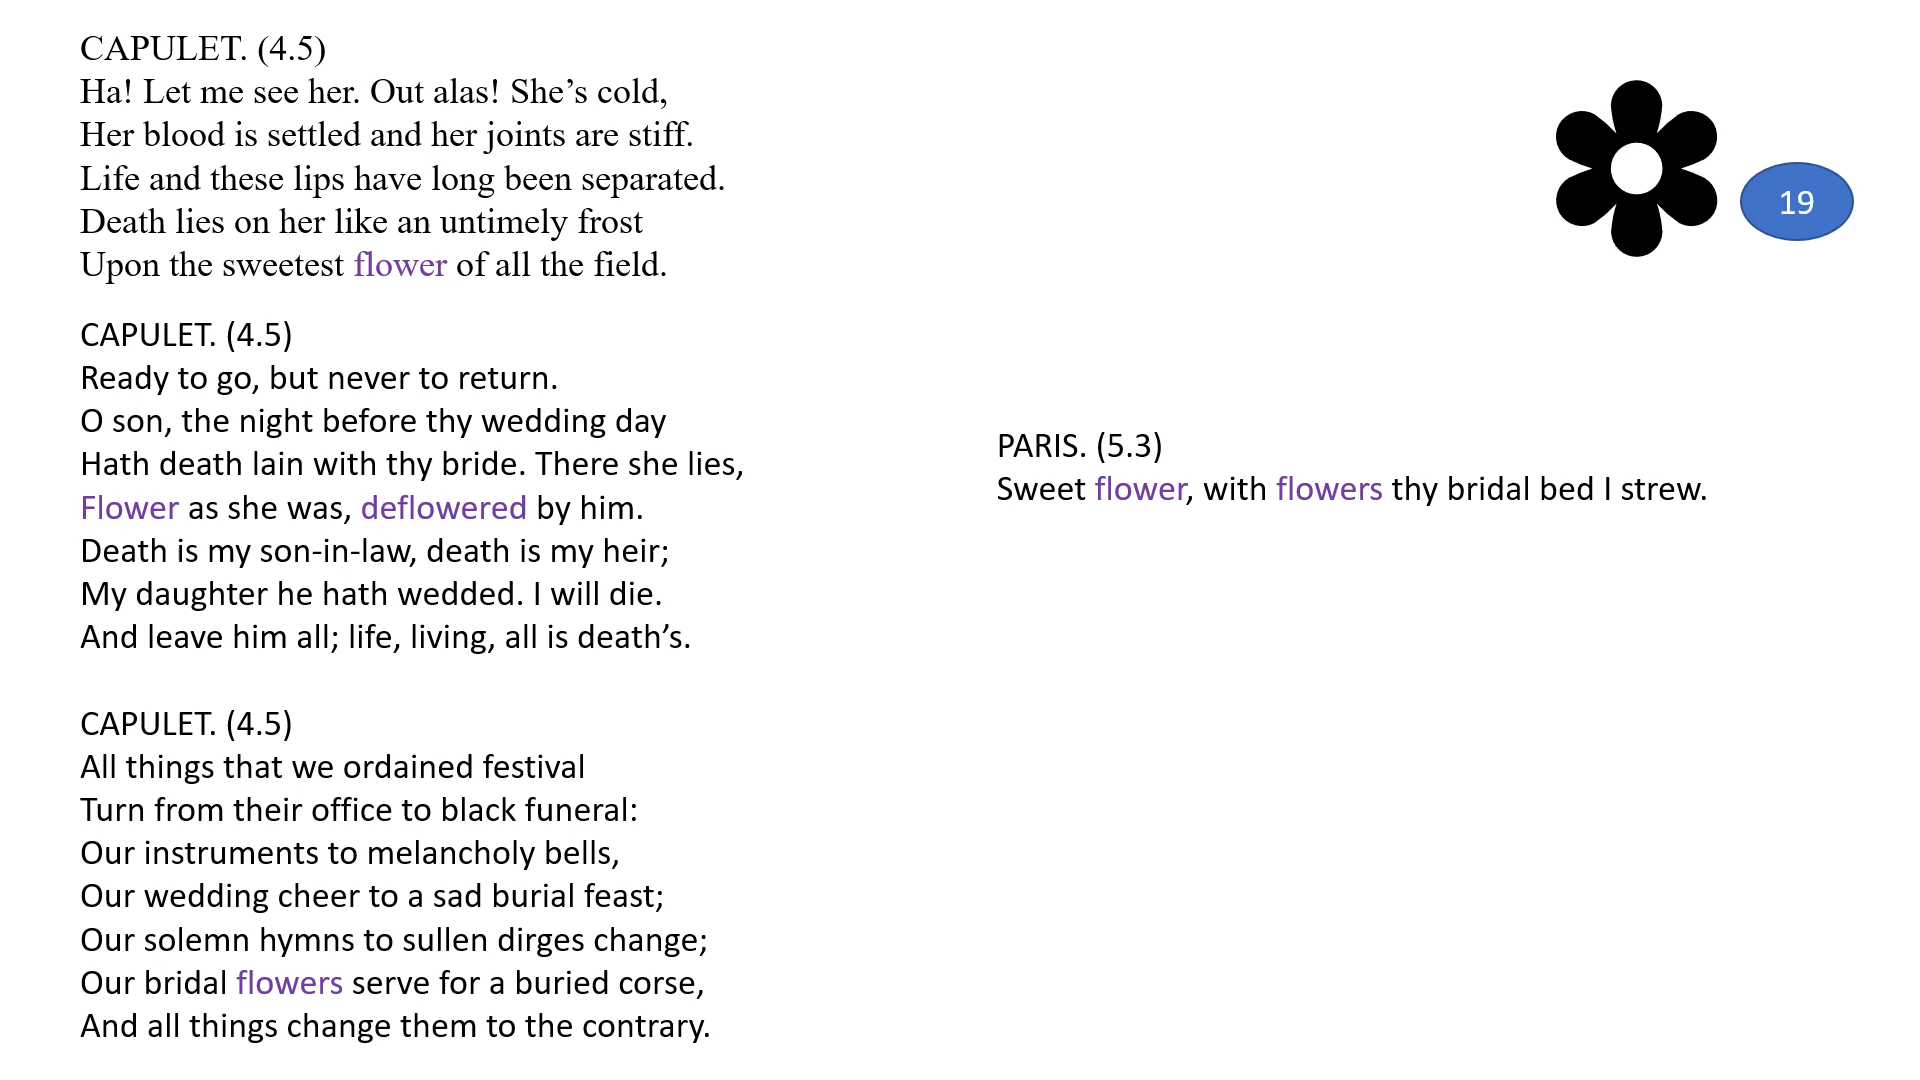 CAPULET. (4.5)
Ha! Let me see her. Out alas! She’s cold,
Her blood is settled and her joints are stiff.
Life and these lips have long been separated.
Death lies on her like an untimely frost
Upon the sweetest flower of all the field.
CAPULET. (4.5)
Ready to go, but never to return.
O son, the night before thy wedding day
Hath death lain with thy bride. There she lies,
Flower as she was, deflowered by him.
Death is my son-in-law, death is my heir;
My daughter he hath wedded. I will die.
And leave him all; life, living, all is death’s.
CAPULET. (4.5)
All things that we ordained festival
Turn from their office to black funeral:
Our instruments to melancholy bells,
Our wedding cheer to a sad burial feast;
Our solemn hymns to sullen dirges change;
Our bridal flowers serve for a buried corse,
And all things change them to the contrary.
19
PARIS. (5.3)
Sweet flower, with flowers thy bridal bed I strew.